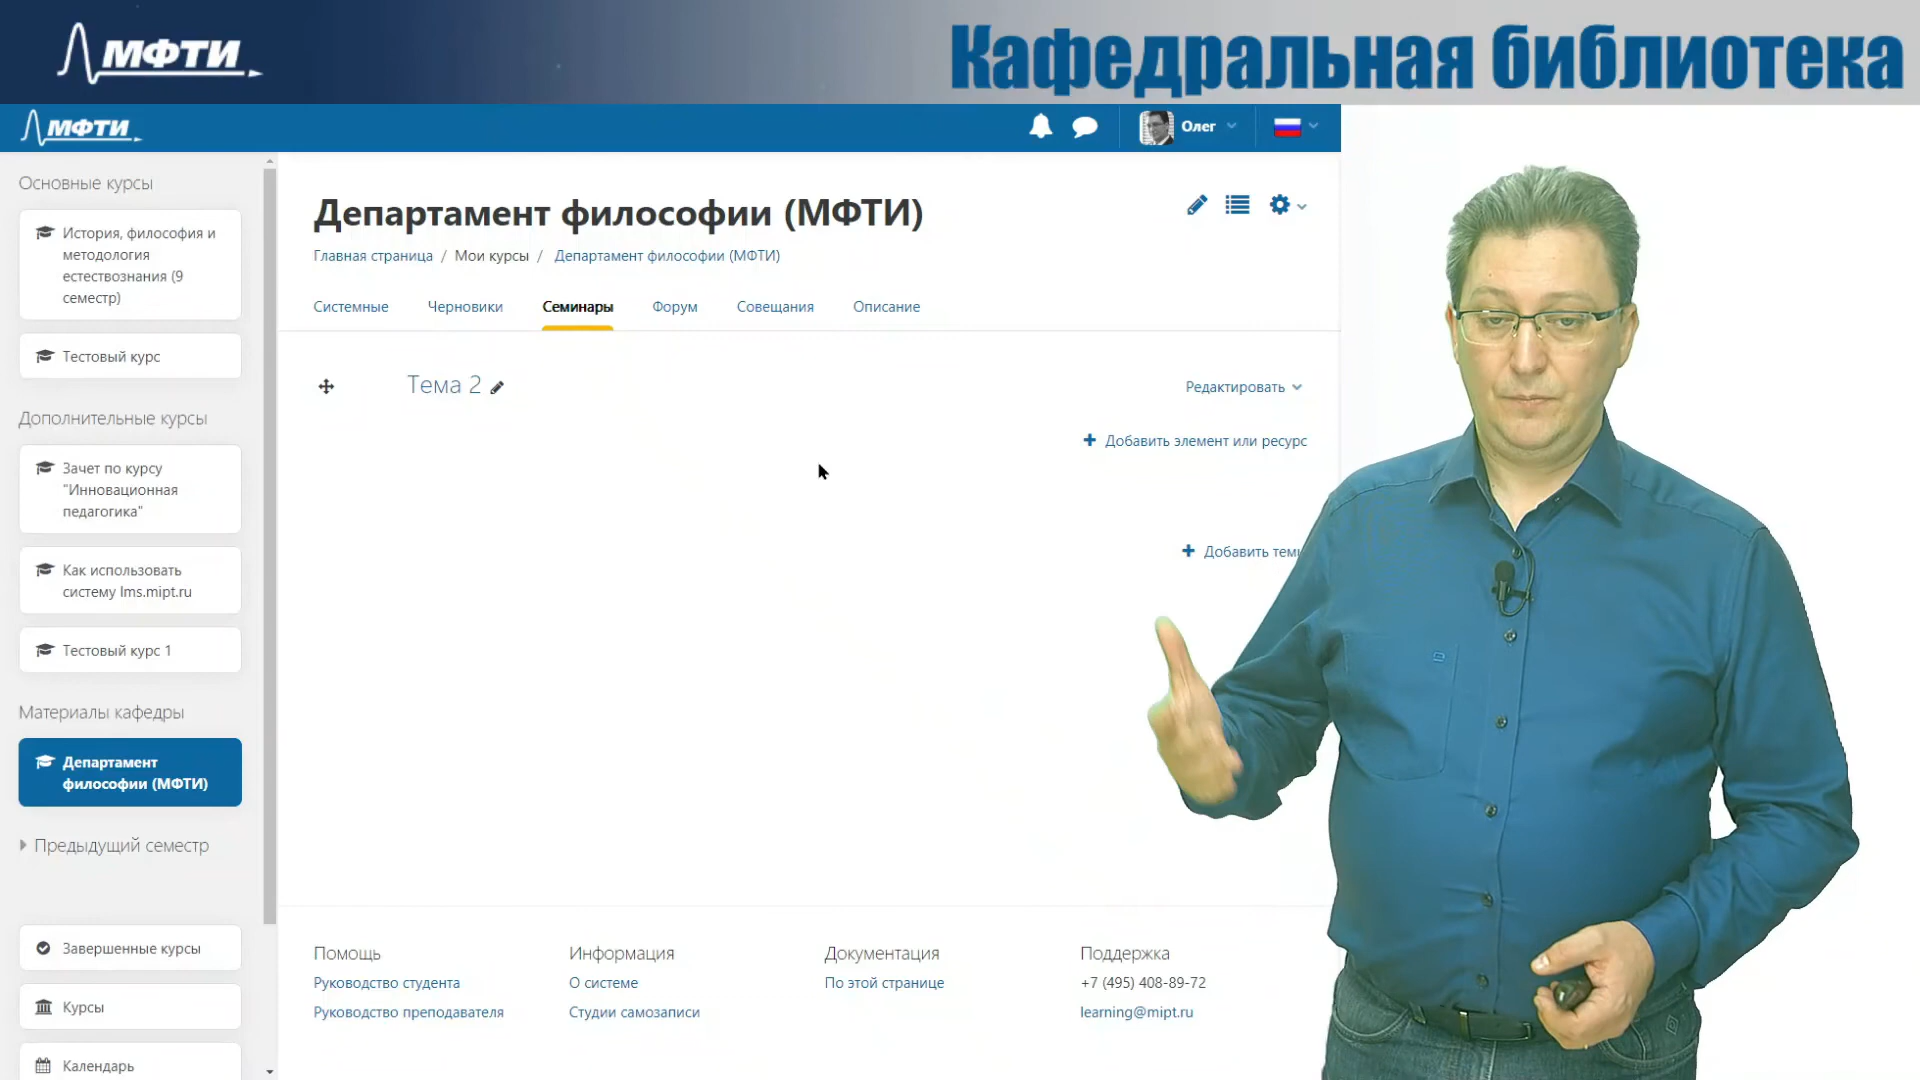 МФТИ
Кафедральная библиотека
МФТИ
Олег
Основные курсы
История, философия и
методология
естествознания (9
семестр)
Тестовый курс
Дополнительные курсы
Зачет по курсу
"Инновационная
педагогика"
Как использовать
систему lms.mipt.ru
Тестовый курс 1
Материалы кафедры
Департамент
философии (МФТИ)
Предыдущий семестр
Завершенные курсы
Курсы
Календарь
Департамент философии (МФТИ)
Главная страница / Мои курсы / Департамент философии (МФТИ)
Системные Черновики Семинары Форум Совещания Описание
Тема 2
Редактировать
Добавить элемент или ресурс
Добавить темы
Помощь
Руководство студента
Руководство преподавателя
Информация
О системе
Студии самозаписи
Документация
По этой странице
Поддержка
+7 (495) 408-89-72
learning@mipt.ru